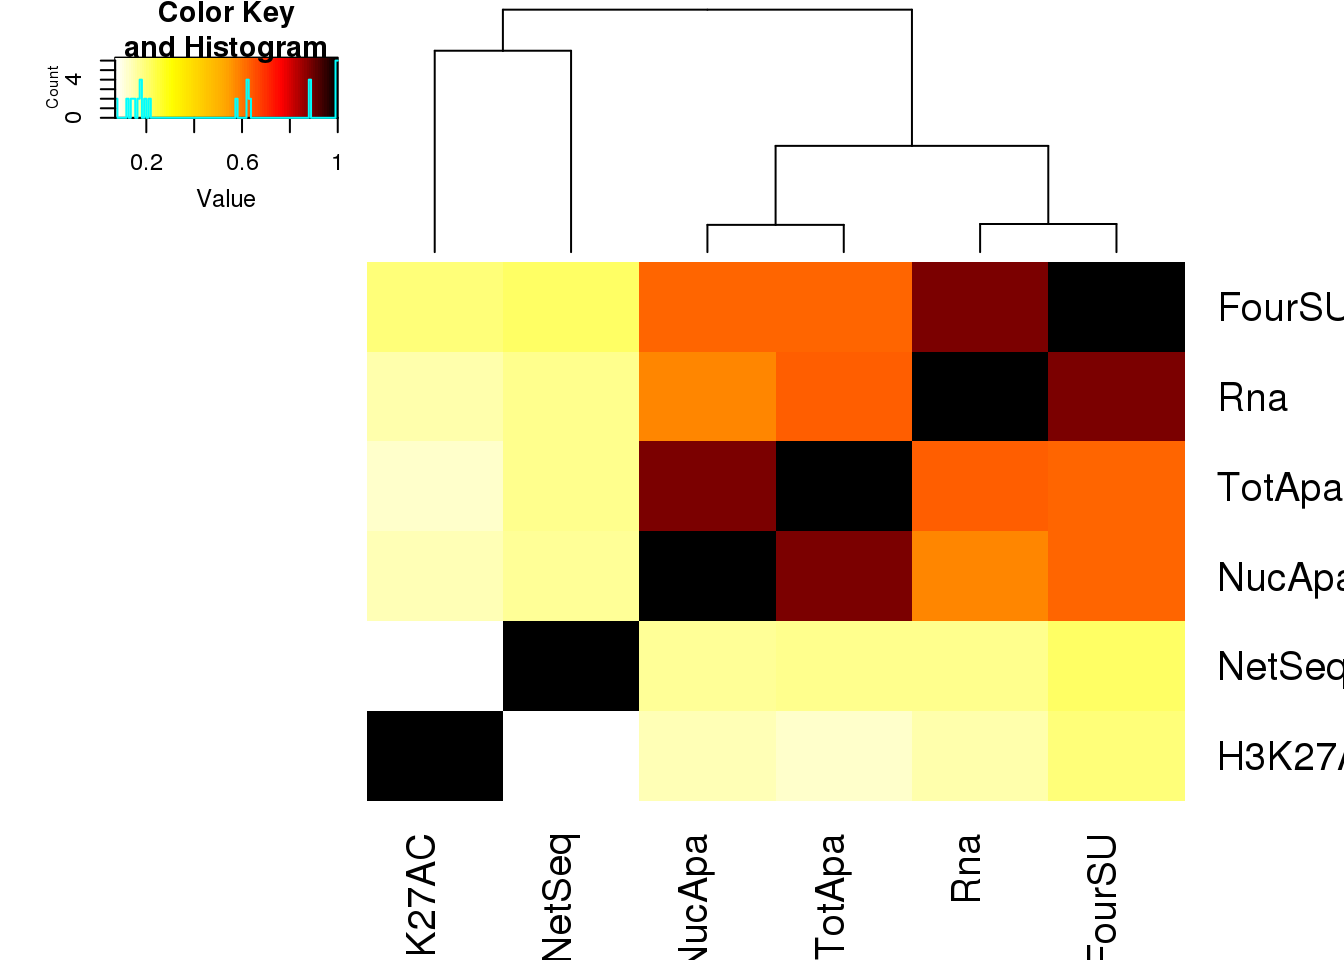 Color Key
and Histogram
Count
0 4
0.2 0.6 1
Value
FourSU
Rna
TotApa
NucApa
NetSeq
H3K27A
K27AC
NetSeq
NucApa
TotApa
Rna
FourSU